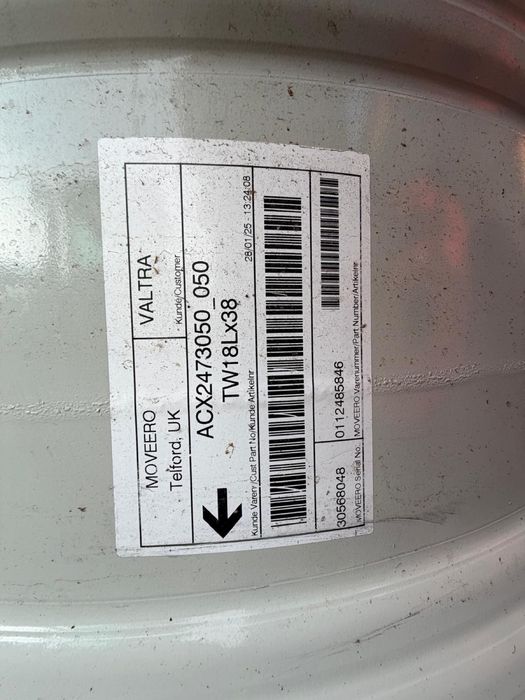 MOVEERO
Telford, UK
VALTRA
Kunde/Customer
ACX2473050_050
TW18Lx38
Kunde Varenr/Cust Part No/Kunde Artikelnr
28/01/25 - 13:24:08
30568048
MOVEERO Serial No.
0112485846
MOVEERO Varenummer/Part Number/Artikelnr